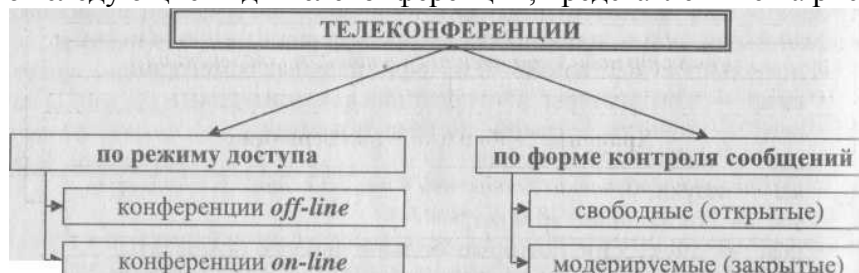 ТЕЛЕКОНФЕРЕНЦИИ
по режиму доступа
по форме контроля сообщений
конференции off-line
свободные (открытые)
конференции on-line
модерируемые (закрытые)